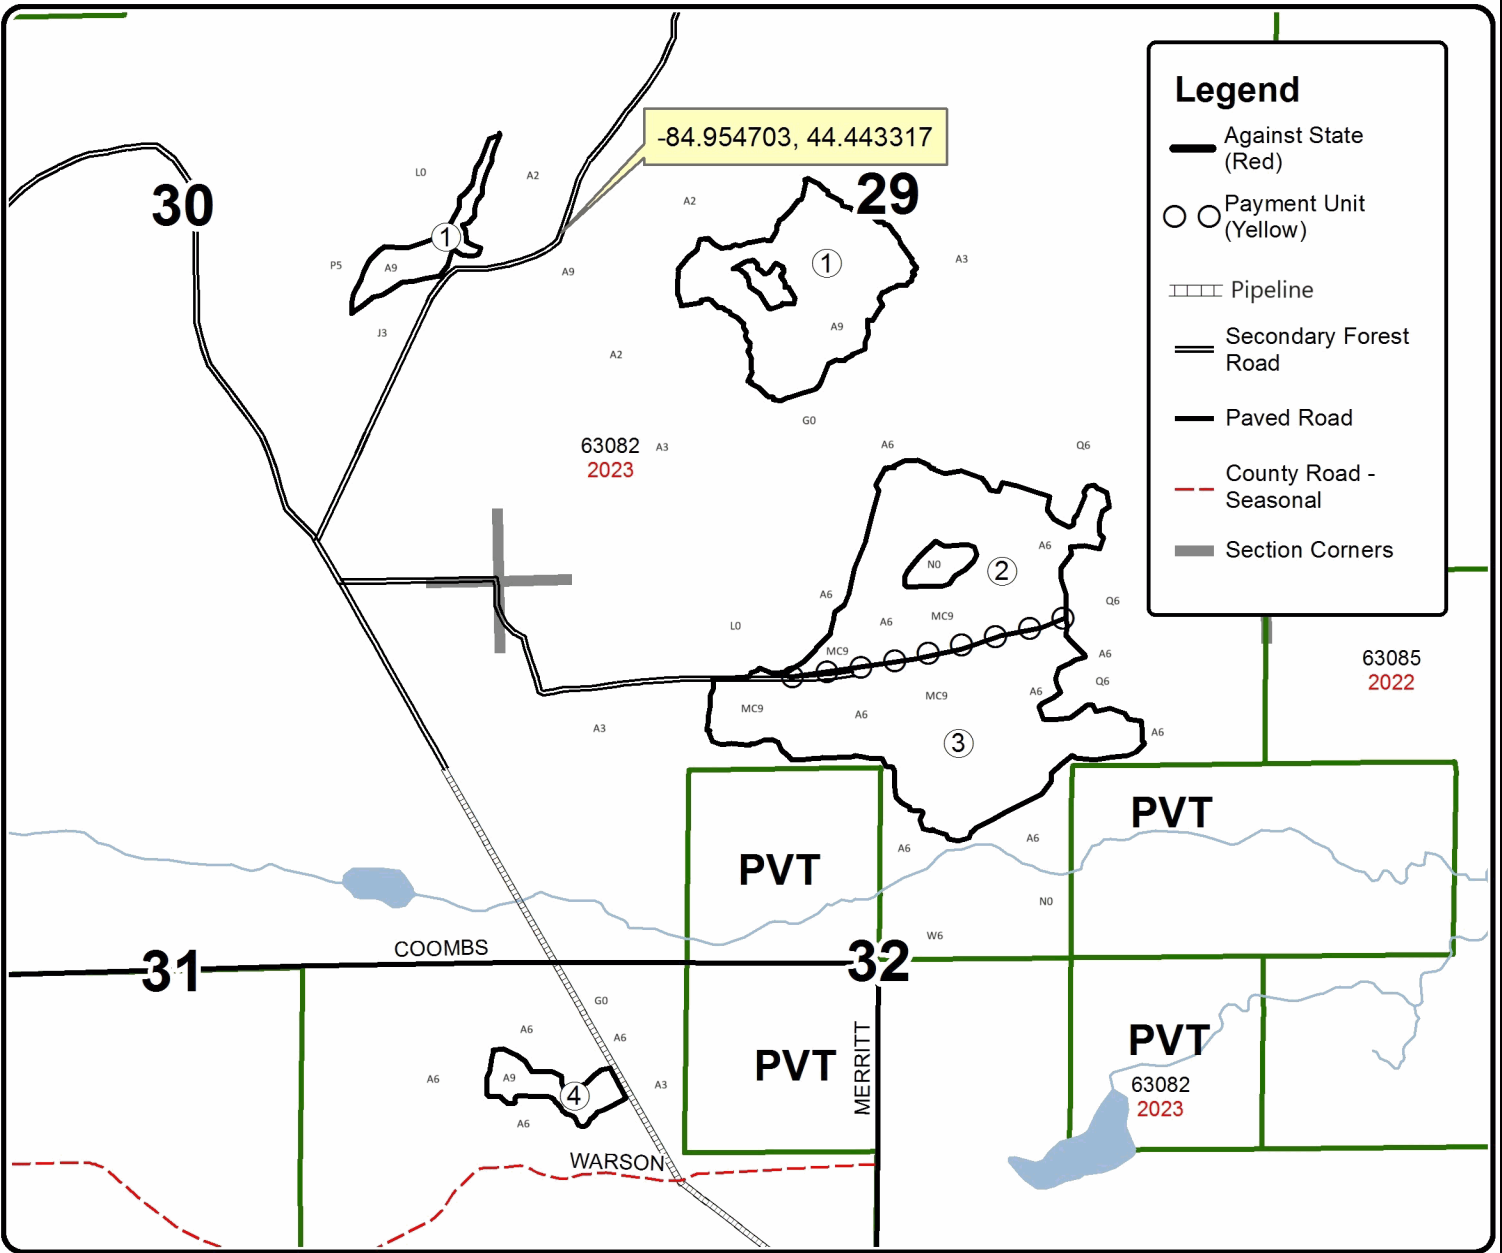 Legend
Against State
(Red)
Payment Unit
(Yellow)
Pipeline
Secondary Forest
Road
Paved Road
County Road -
Seasonal
Section Corners
-84.954703, 44.443317
L0
A2
30
A2
29
1
P5
A9
A9
1
A3
J3
A9
A2
G0
63082
2023
A3
A6
Q6
A6
N0
2
A6
Q6
L0
A6
MC9
MC9
A6
Q6
63085
2022
MC9
A6
MC9
A6
A3
3
A6
PVT
A6
A6
PVT
N0
W6
COOMBS
31
32
G0
A6
A6
PVT
PVT
MERRITT
A6
A9
4
A3
63082
2023
A6
WARSON